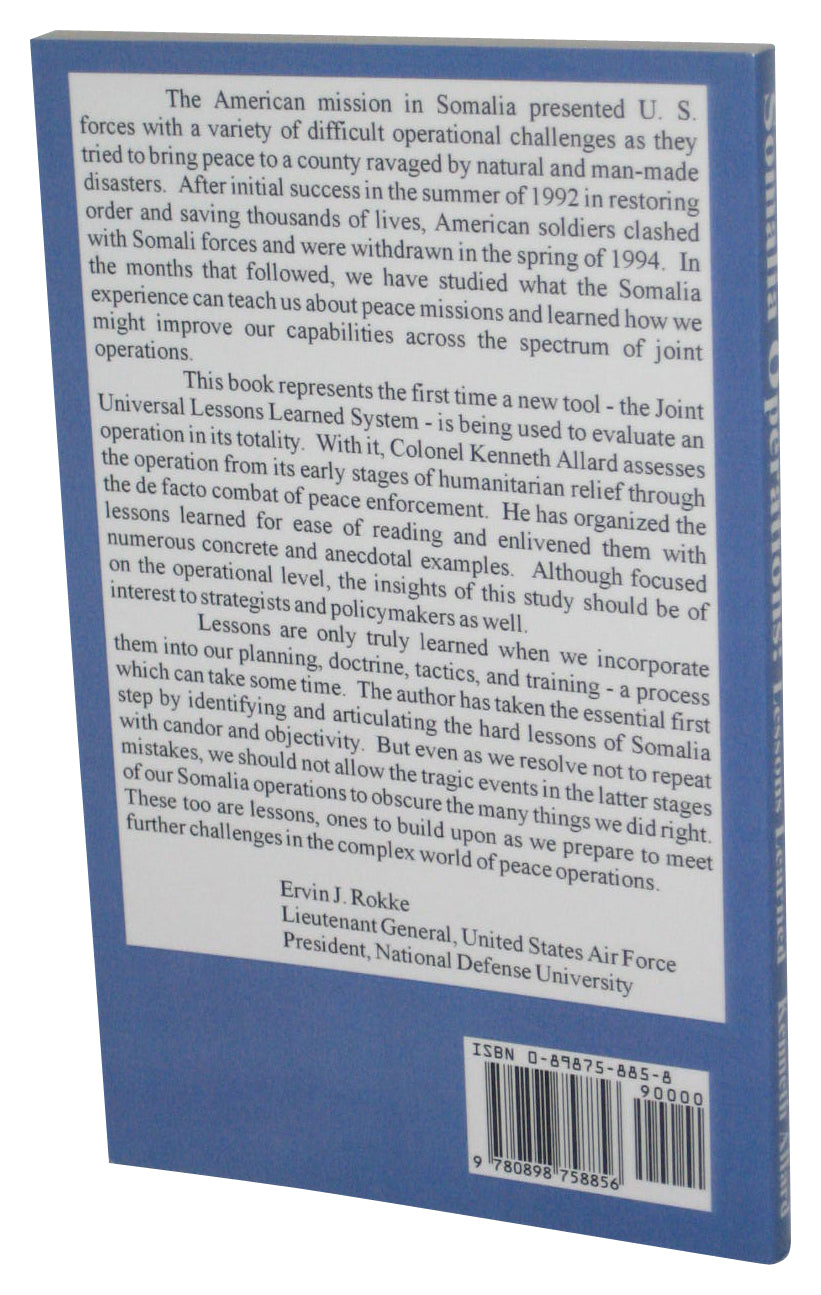 The American mission in Somalia presented U. S.
forces with a variety of difficult operational challenges as they
tried to bring peace to a county ravaged by natural and man-made
disasters. After initial success in the summer of 1992 in restoring
order and saving thousands of lives, American soldiers clashed
with Somali forces and were withdrawn in the spring of 1994. In
the months that followed, we have studied what the Somalia
experience can teach us about peace missions and learned how we
might improve our capabilities across the spectrum of joint
operations.
This book represents the first time a new tool - the Joint
Universal Lessons Learned System - is being used to evaluate an
operation in its totality. With it, Colonel Kenneth Allard assesses
the operation from its early stages of humanitarian relief through
the de facto combat of peace enforcement. He has organized the
lessons learned for ease of reading and enlivened them with
numerous concrete and anecdotal examples. Although focused
on the operational level, the insights of this study should be of
interest to strategists and policymakers as well.
Lessons are only truly learned when we incorporate
them into our planning, doctrine, tactics, and training - a process
which can take some time. The author has taken the essential first
step by identifying and articulating the hard lessons of Somalia
with candor and objectivity. But even as we resolve not to repeat
mistakes, we should not allow the tragic events in the latter stages
of our Somalia operations to obscure the many things we did right.
These too are lessons, ones to build upon as we prepare to meet
further challenges in the complex world of peace operations.
Ervin J. Rokke
Lieutenant General, United States Air Force
President, National Defense University
ISBN 0-89875-885-8
90000
9 780898 758856
Somalia Operations: Lessons Learned Kenneth Allard